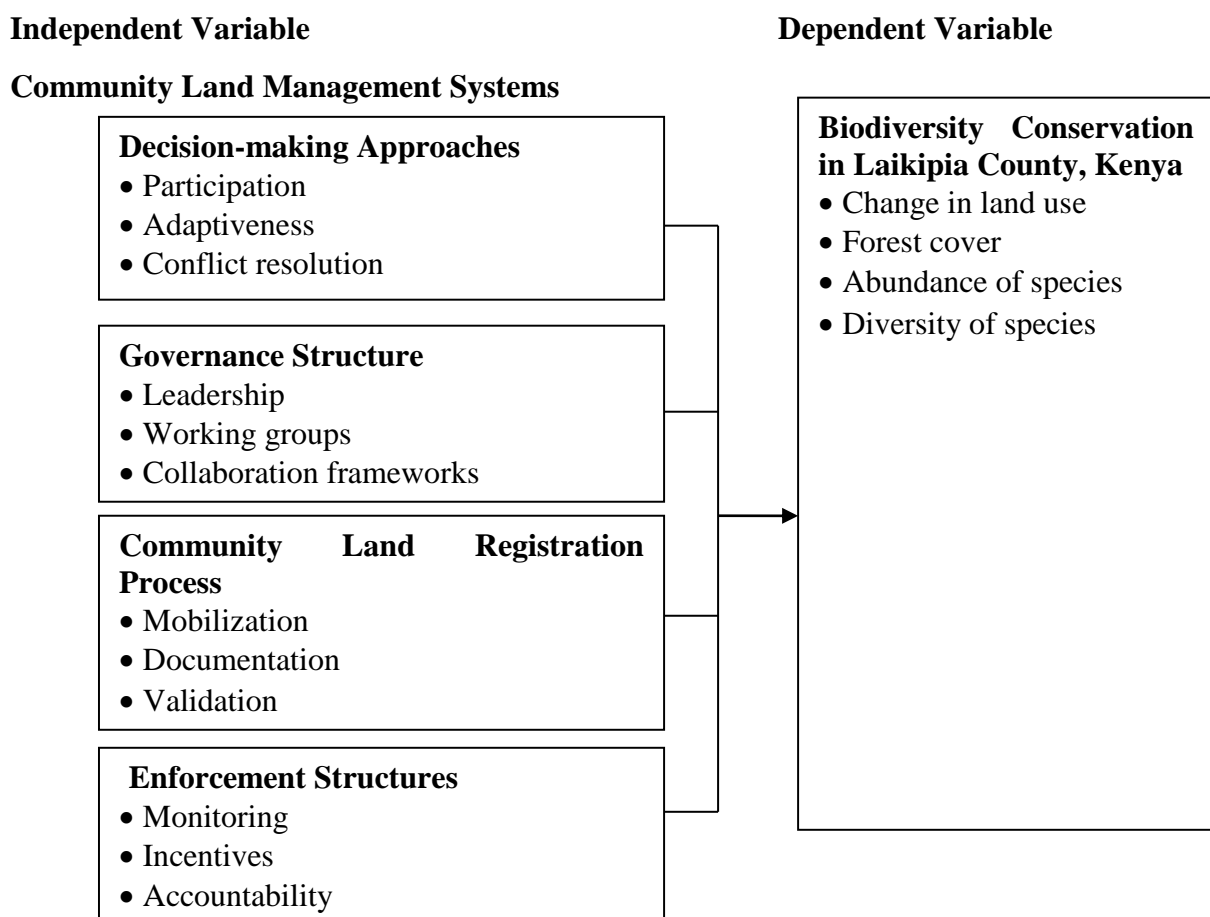 Independent Variable
Dependent Variable
Community Land Management Systems
Decision-making Approaches
• Participation
• Adaptiveness
• Conflict resolution
Governance Structure
• Leadership
• Working groups
• Collaboration frameworks
Community Land Registration
Process
• Mobilization
• Documentation
• Validation
Enforcement Structures
• Monitoring
• Incentives
• Accountability
Biodiversity Conservation
in Laikipia County, Kenya
• Change in land use
• Forest cover
• Abundance of species
• Diversity of species